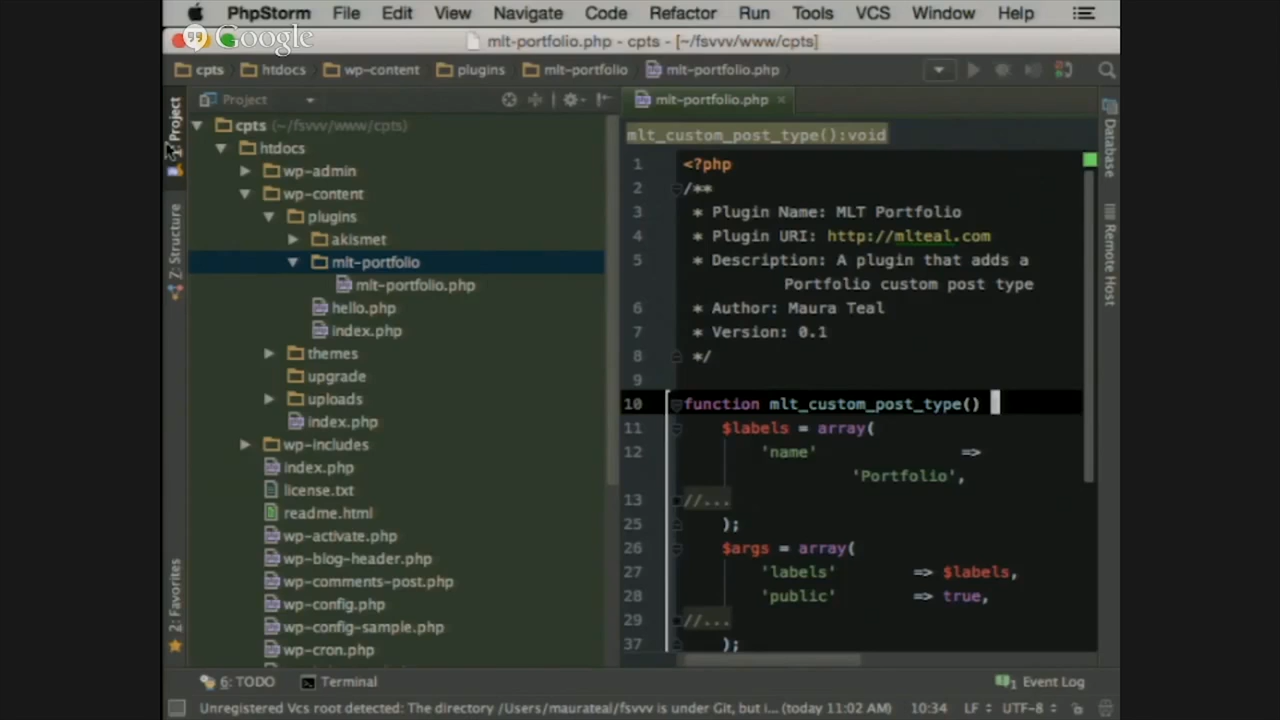 PhpStorm File Edit View Navigate Code Refactor Run Tools VCS Window Help
Google
mlt-portfolio.php - cpts - [~/fsvvv/www/cpts]
cpts htdocs wp-content plugins mlt-portfolio mlt-portfolio.php
Project
mlt-portfolio.php
1: Project
Z: Structure
2: Favorites
cpts (~/fsvvv/www/cpts)
htdocs
wp-admin
wp-content
plugins
akismet
mlt-portfolio
mlt-portfolio.php
hello.php
index.php
themes
upgrade
uploads
index.php
wp-includes
index.php
license.txt
readme.html
wp-activate.php
wp-blog-header.php
wp-comments-post.php
wp-config.php
wp-config-sample.php
wp-cron.php
mlt_custom_post_type():void
1 <?php
2 /**
3 * Plugin Name: MLT Portfolio
4 * Plugin URI: http://mlteal.com
5 * Description: A plugin that adds a
Portfolio custom post type
6 * Author: Maura Teal
7 * Version: 0.1
8 */
9
10 function mlt_custom_post_type()
11 $labels = array(
12 'name' =>
'Portfolio',
13 //...
25 );
26 $args = array(
27 'labels' => $labels,
28 'public' => true,
29 //...
37 );
Database
Remote Host
6: TODO Terminal 1 Event Log
Unregistered Vcs root detected: The directory /Users/maurateal/fsvvv is under Git, but i... (today 11:02 AM) 10:34 LF UTF-8